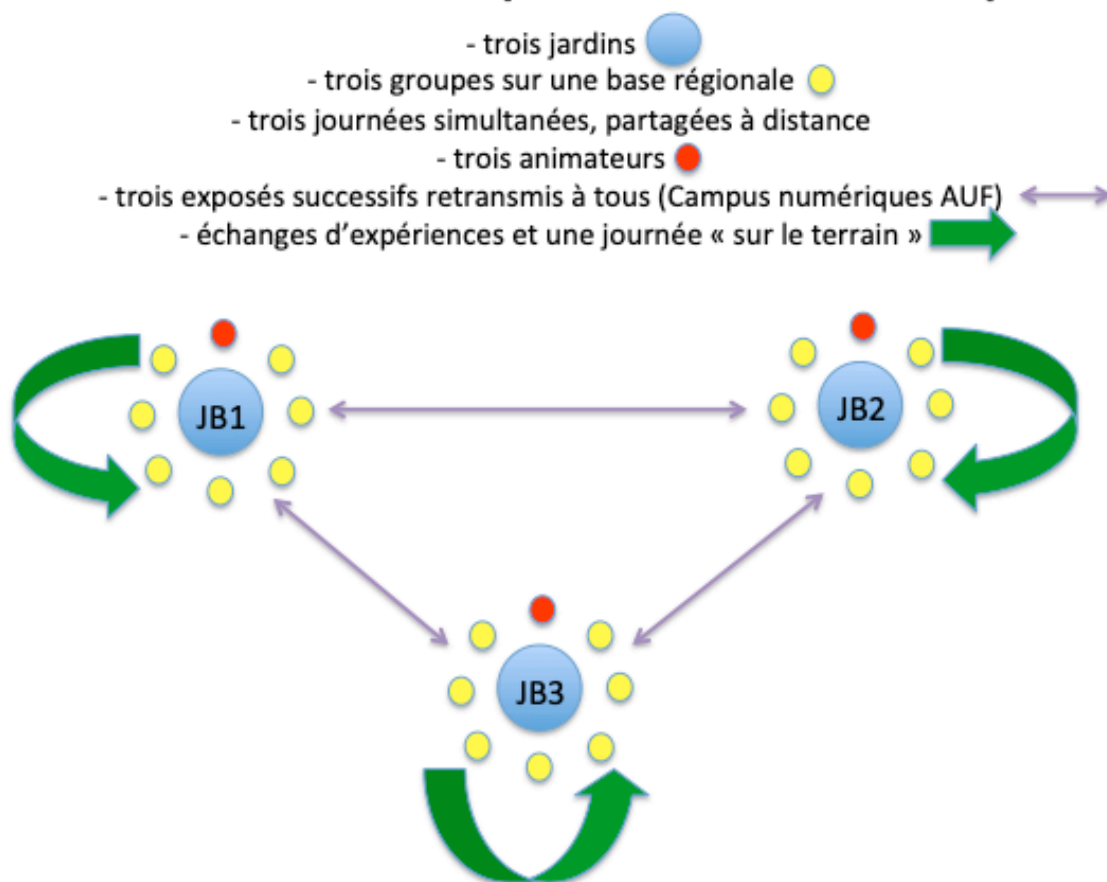 - trois jardins
- trois groupes sur une base régionale
- trois journées simultanées, partagées à distance
- trois animateurs
- trois exposés successifs retransmis à tous (Campus numériques AUF)
- échanges d’expériences et une journée « sur le terrain »
JB1
JB2
JB3